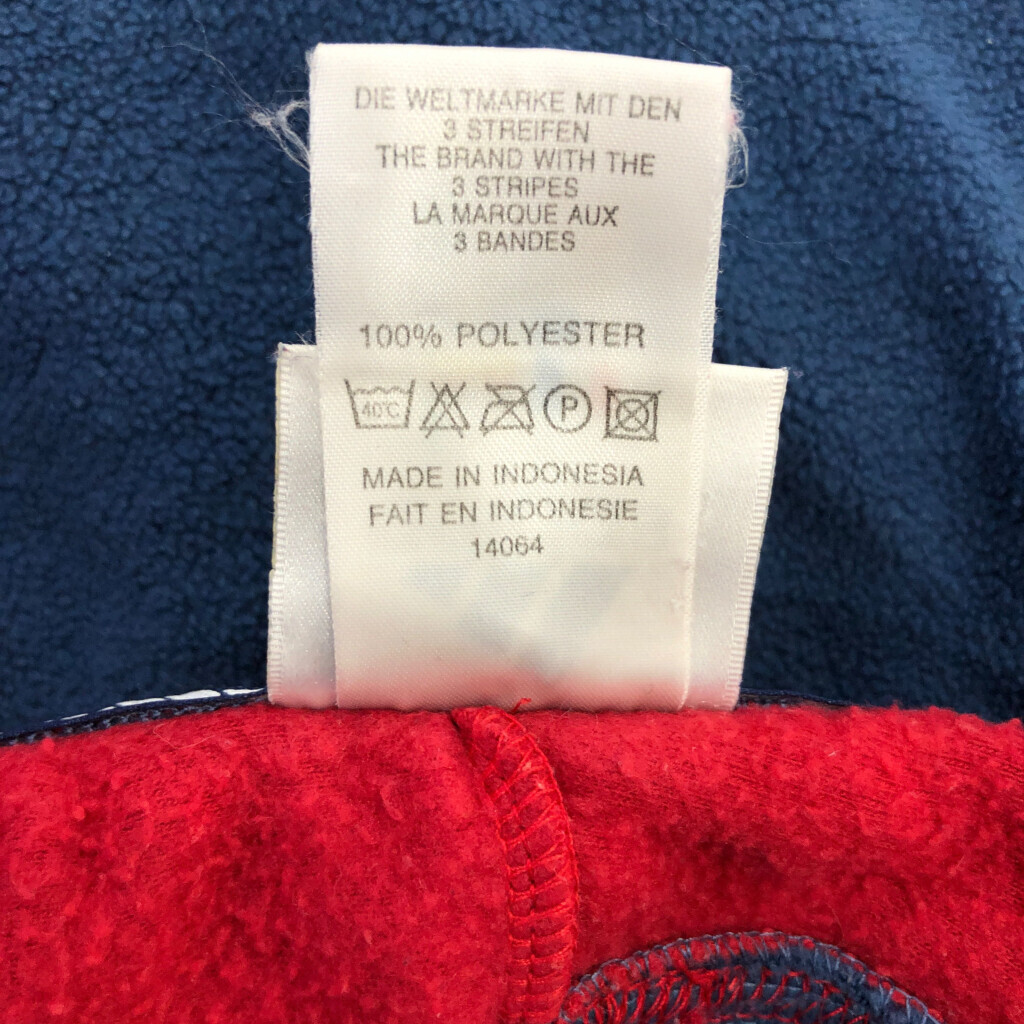 DIE WELTMARKE MIT DEN
3 STREIFEN
THE BRAND WITH THE
3 STRIPES
LA MARQUE AUX
3 BANDES
100% POLYESTER
40°C P
MADE IN INDONESIA
FAIT EN INDONESIE
14064